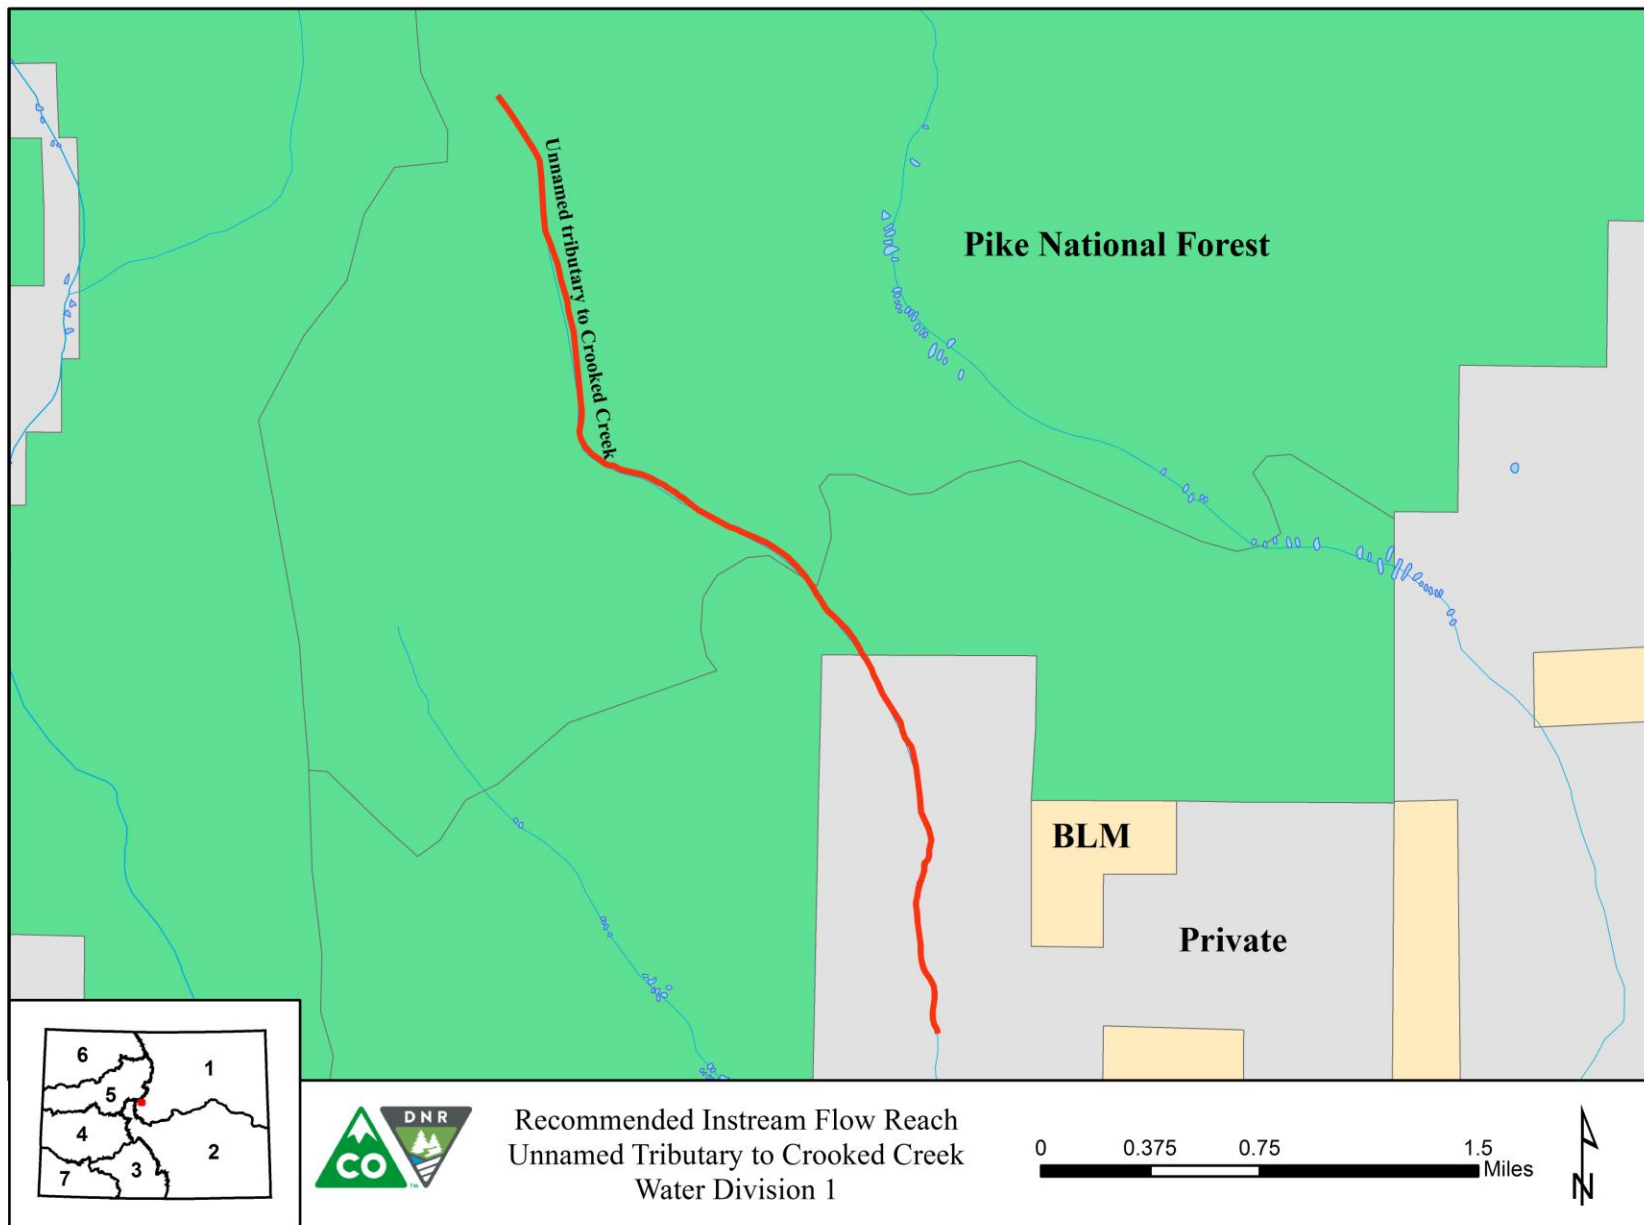 Unnamed tributary to Crooked Creek
Pike National Forest
BLM
Private
6
1
5
4
2
3
7
CO
TM
DNR
Recommended Instream Flow Reach
Unnamed Tributary to Crooked Creek
Water Division 1
0 0.375 0.75 1.5
Miles
N